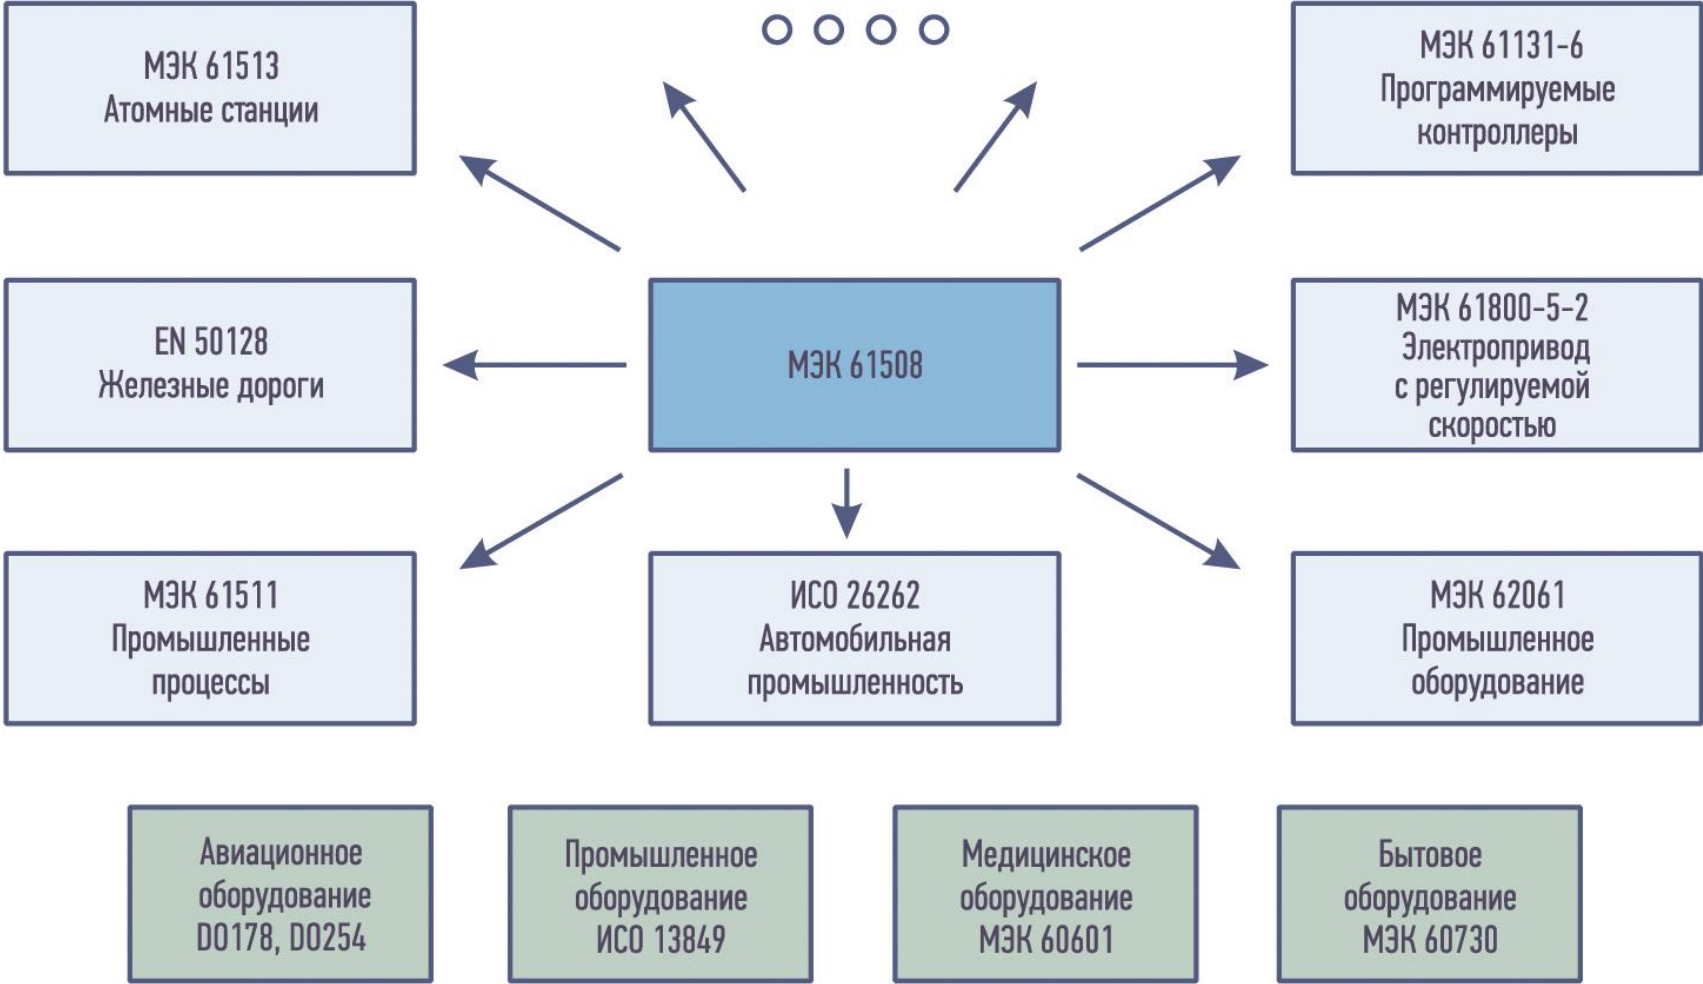 МЭК 61513
Атомные станции
МЭК 61131-6
Программируемые
контроллеры
EN 50128
Железные дороги
МЭК 61508
МЭК 61800-5-2
Электропривод
с регулируемой
скоростью
МЭК 61511
Промышленные
процессы
ИСО 26262
Автомобильная
промышленность
МЭК 62061
Промышленное
оборудование
Авиационное
оборудование
DO178, DO254
Промышленное
оборудование
ИСО 13849
Медицинское
оборудование
МЭК 60601
Бытовое
оборудование
МЭК 60730